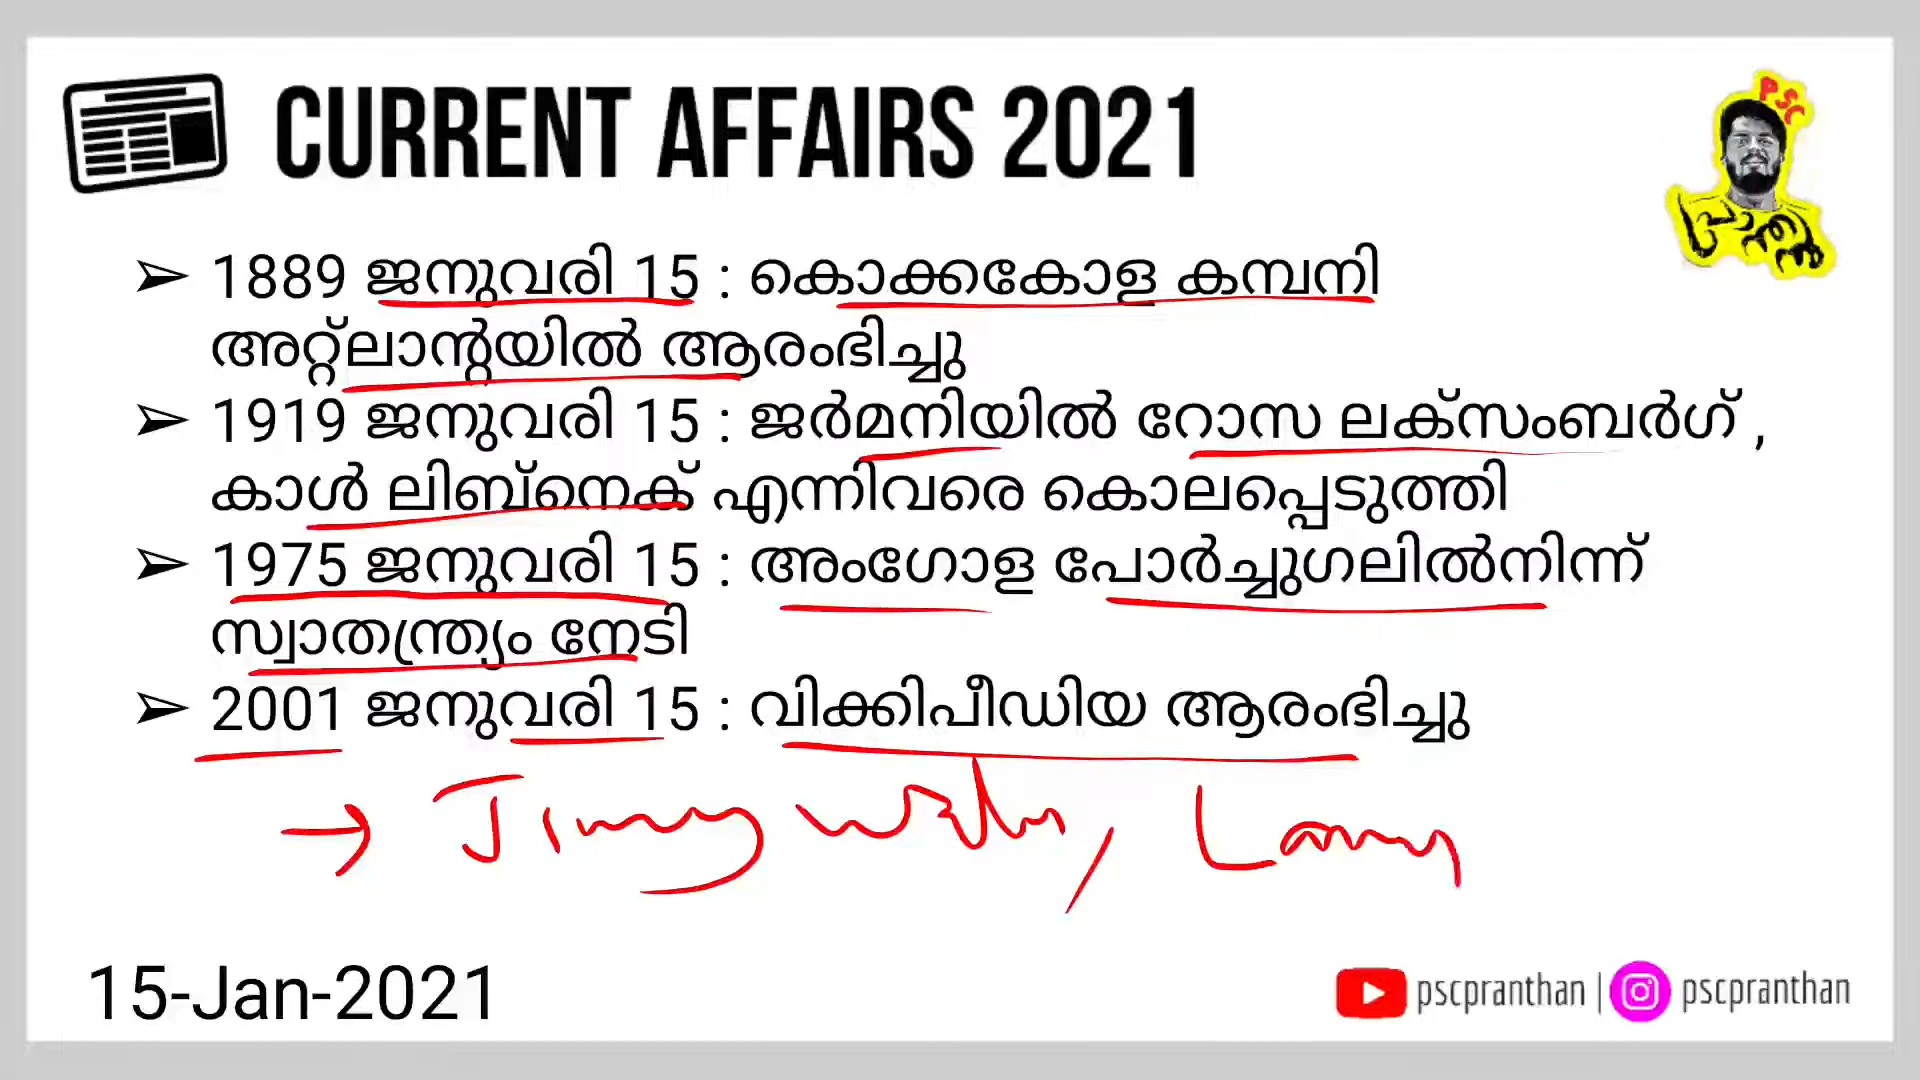 CURRENT AFFAIRS 2021
PSC
പ്രാന്തൻ
➢ 1889 ജനുവരി 15 : കൊക്കകോള കമ്പനി
അറ്റ്ലാന്റയിൽ ആരംഭിച്ചു
➢ 1919 ജനുവരി 15 : ജർമനിയിൽ റോസ ലക്സംബർഗ് ,
കാൾ ലിബ്നെക് എന്നിവരെ കൊലപ്പെടുത്തി
➢ 1975 ജനുവരി 15 : അംഗോള പോർച്ചുഗലിൽനിന്ന്
സ്വാതന്ത്ര്യം നേടി
➢ 2001 ജനുവരി 15 : വിക്കിപീഡിയ ആരംഭിച്ചു
→ Jimmy Wales, Larry
15-Jan-2021
pscpranthan | pscpranthan